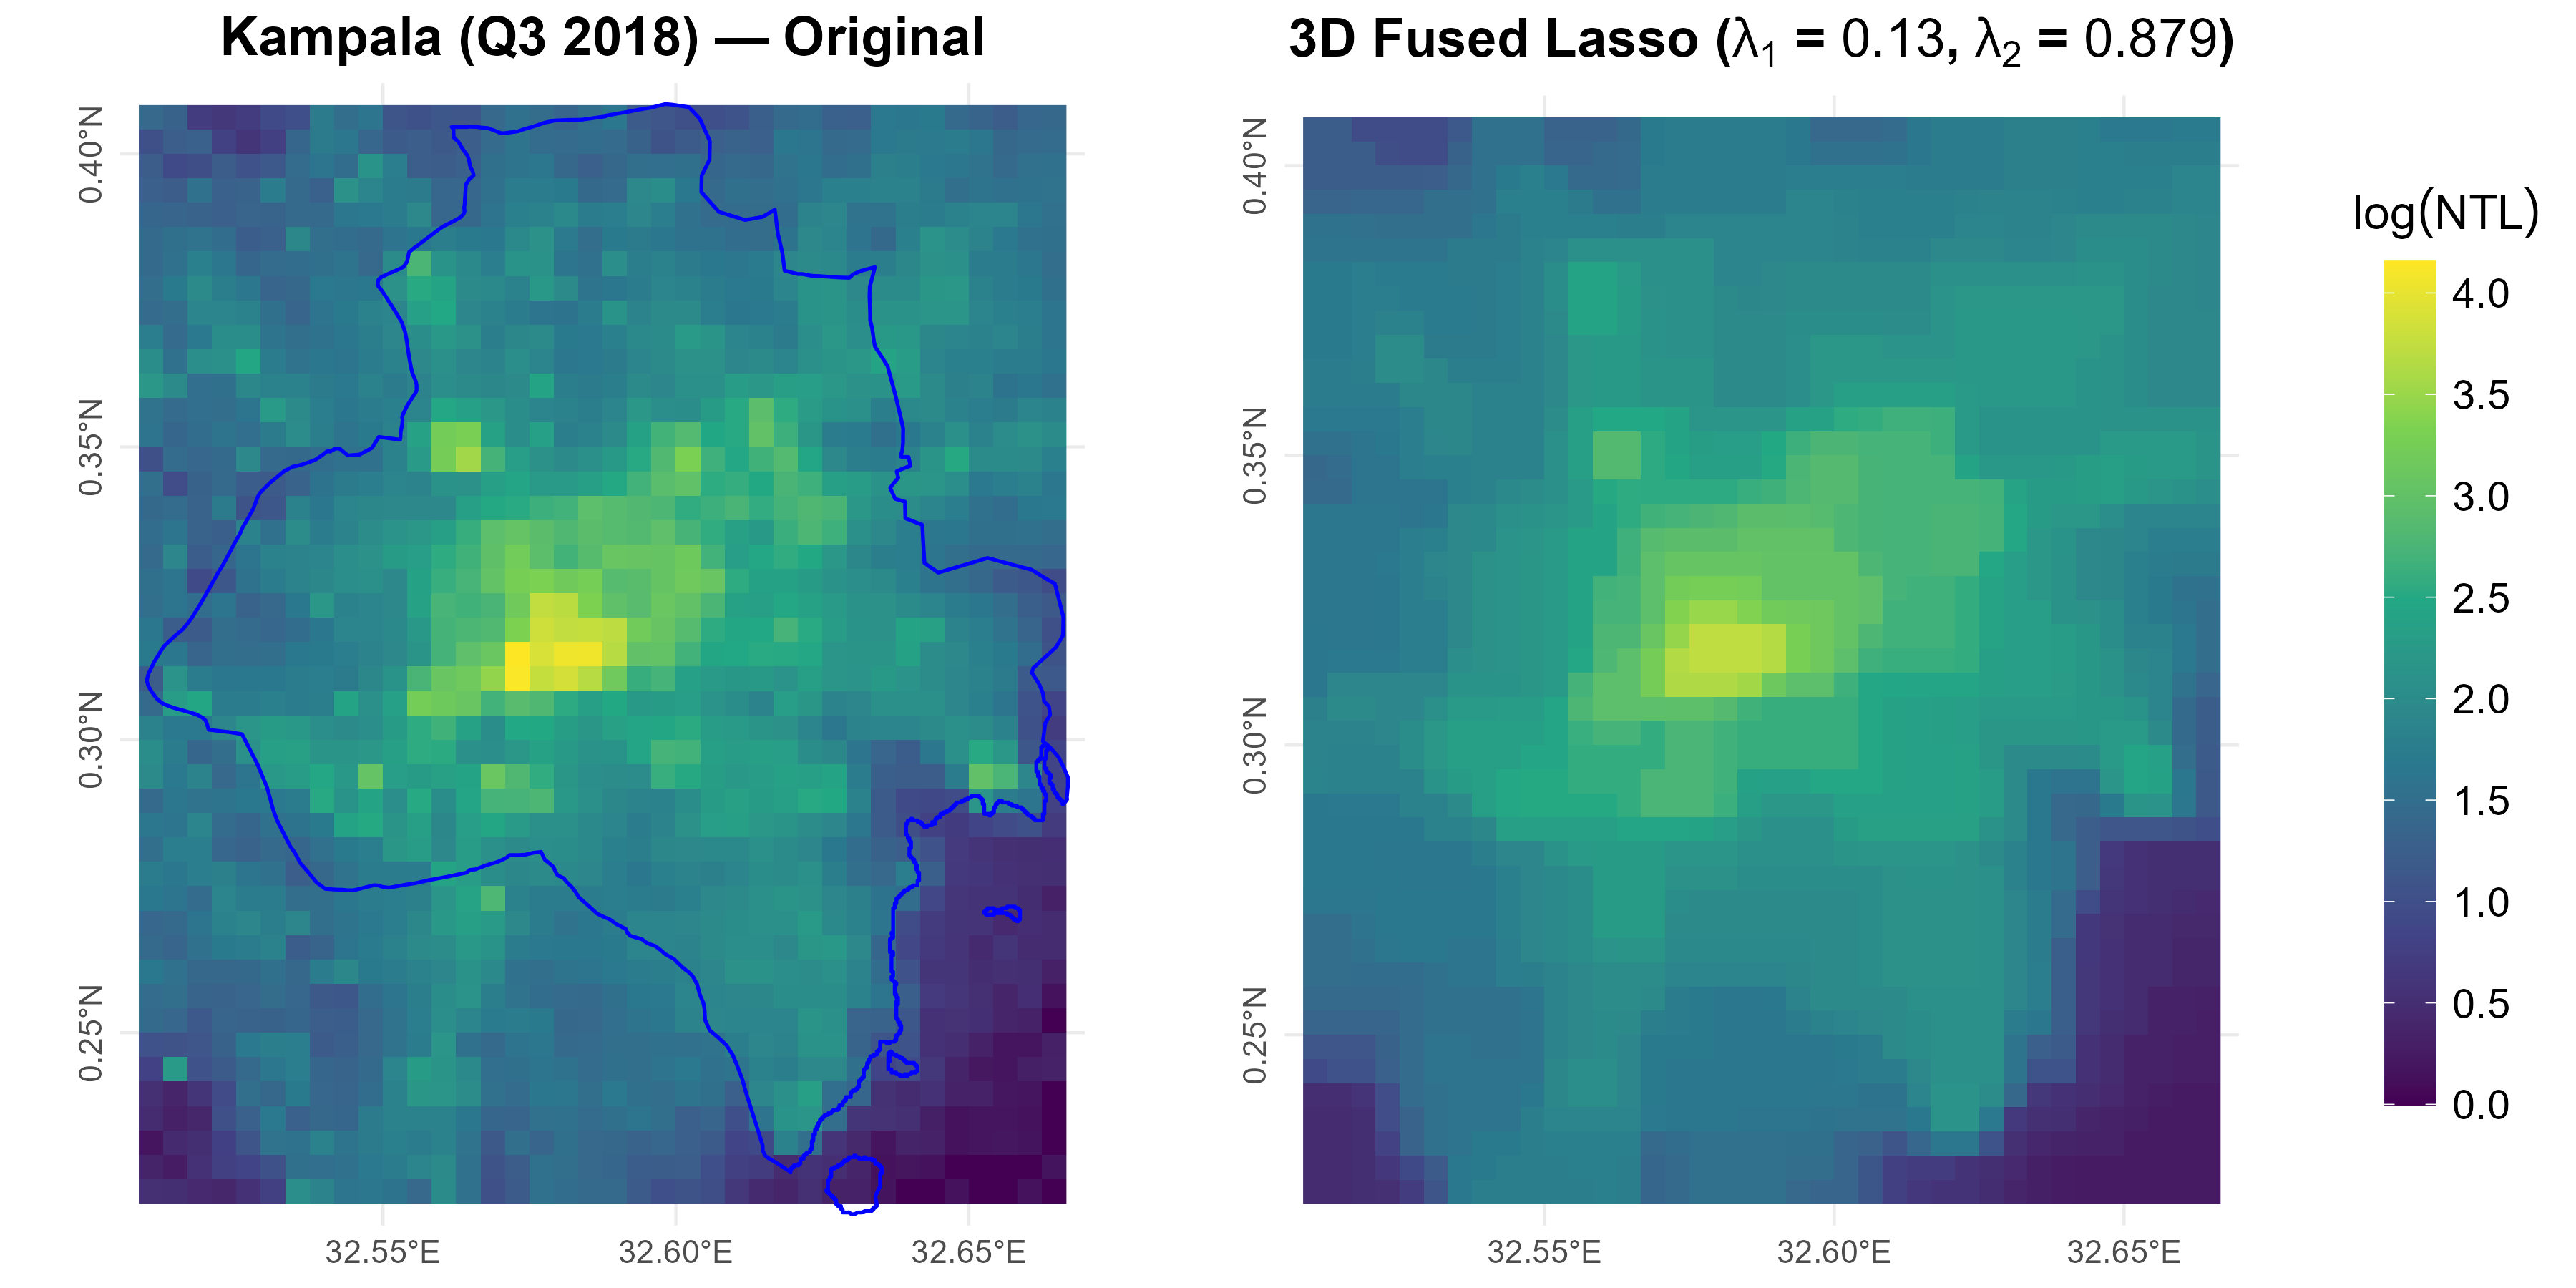 Kampala (Q3 2018) — Original
3D Fused Lasso (λ₁ = 0.13, λ₂ = 0.879)
0.40°N
0.35°N
0.30°N
0.25°N
32.55°E
32.60°E
32.65°E
0.40°N
0.35°N
0.30°N
0.25°N
32.55°E
32.60°E
32.65°E
log(NTL)
4.0
3.5
3.0
2.5
2.0
1.5
1.0
0.5
0.0